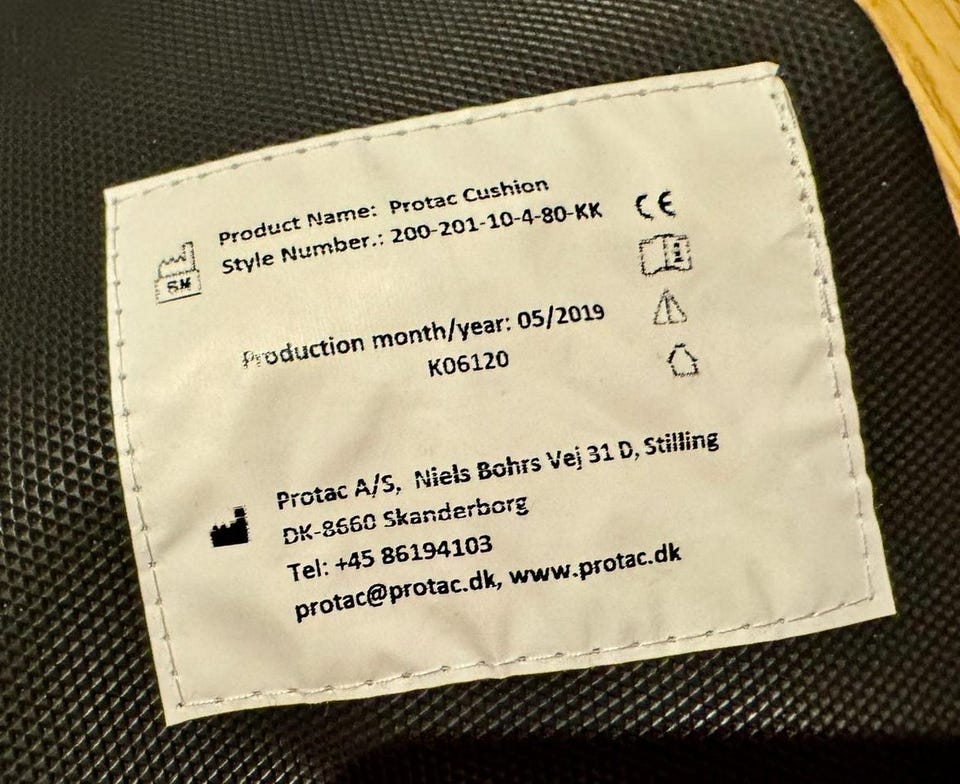 Product Name: Protac Cushion
Style Number.: 200-201-10-4-80-KK
CE
Production month/year: 05/2019
K06120
Protac A/S, Niels Bohrs Vej 31 D, Stilling
DK-8660 Skanderborg
Tel: +45 86194103
protac@protac.dk, www.protac.dk